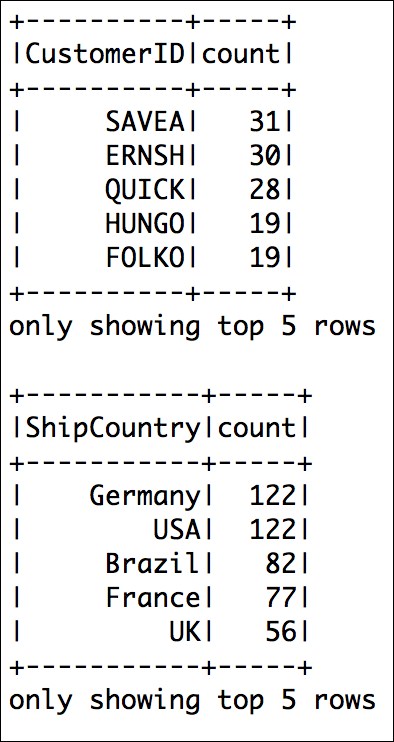 +----------+-----+
|CustomerID|count|
+----------+-----+
|     SAVEA|   31|
|     ERNSH|   30|
|     QUICK|   28|
|     HUNGO|   19|
|     FOLKO|   19|
+----------+-----+
only showing top 5 rows

+-----------+-----+
|ShipCountry|count|
+-----------+-----+
|    Germany|  122|
|        USA|  122|
|     Brazil|   82|
|     France|   77|
|         UK|   56|
+-----------+-----+
only showing top 5 rows